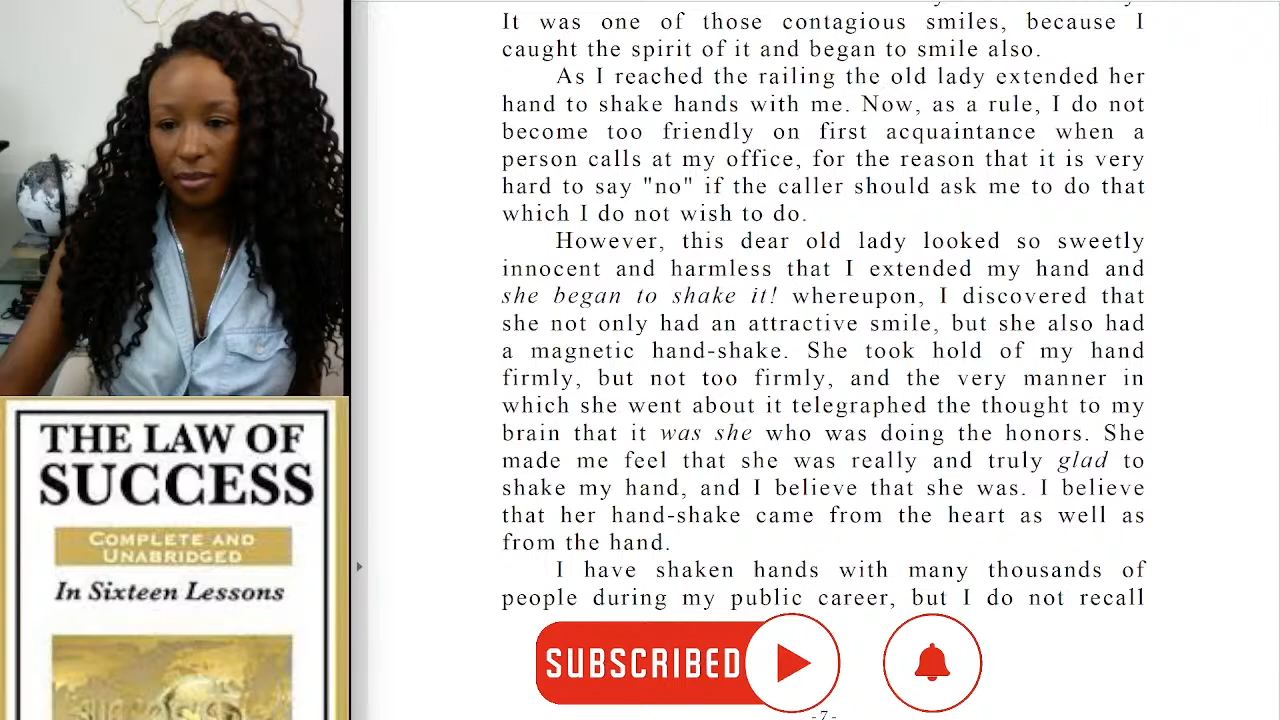 It was one of those contagious smiles, because I
caught the spirit of it and began to smile also.
As I reached the railing the old lady extended her
hand to shake hands with me. Now, as a rule, I do not
become too friendly on first acquaintance when a
person calls at my office, for the reason that it is very
hard to say "no" if the caller should ask me to do that
which I do not wish to do.
However, this dear old lady looked so sweetly
innocent and harmless that I extended my hand and
she began to shake it! whereupon, I discovered that
she not only had an attractive smile, but she also had
a magnetic hand-shake. She took hold of my hand
firmly, but not too firmly, and the very manner in
which she went about it telegraphed the thought to my
brain that it was she who was doing the honors. She
made me feel that she was really and truly glad to
shake my hand, and I believe that she was. I believe
that her hand-shake came from the heart as well as
from the hand.
I have shaken hands with many thousands of
people during my public career, but I do not recall
SUBSCRIBED
- 7 -
THE LAW OF
SUCCESS
COMPLETE AND
UNABRIDGED
In Sixteen Lessons